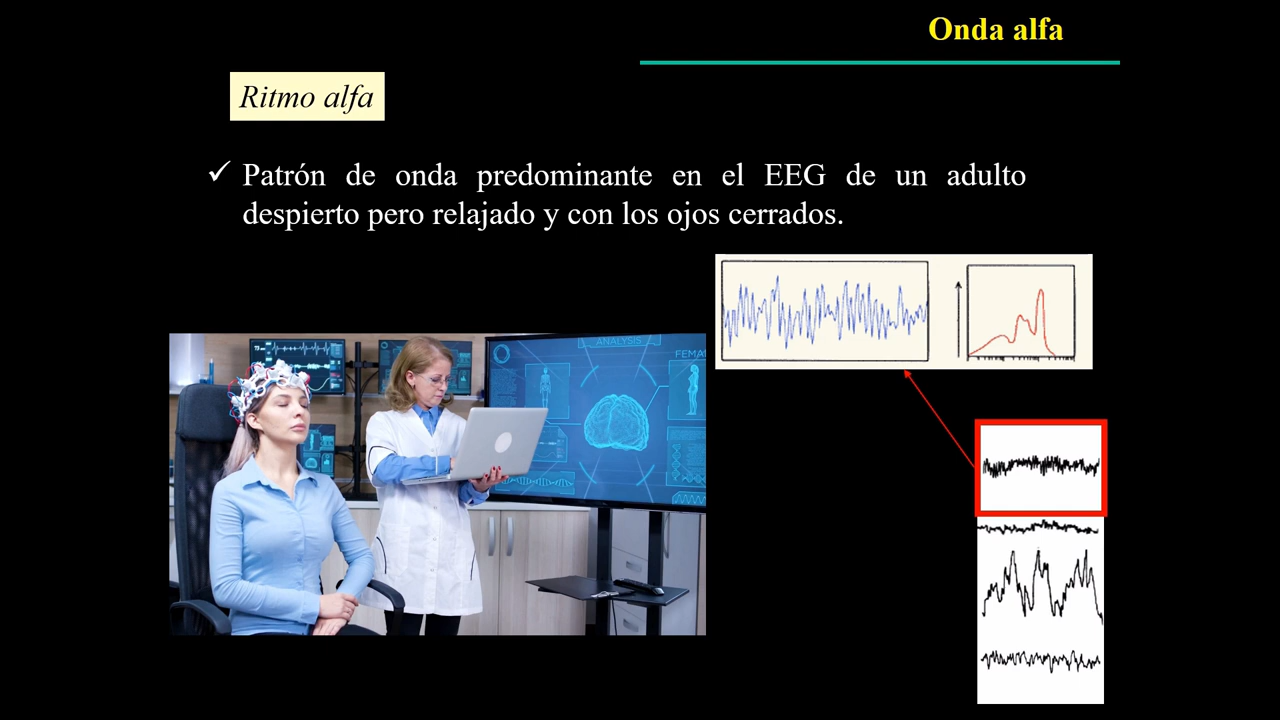 Onda alfa
Ritmo alfa
✓ Patrón de onda predominante en el EEG de un adulto
despierto pero relajado y con los ojos cerrados.
ANALYSIS
FEMA